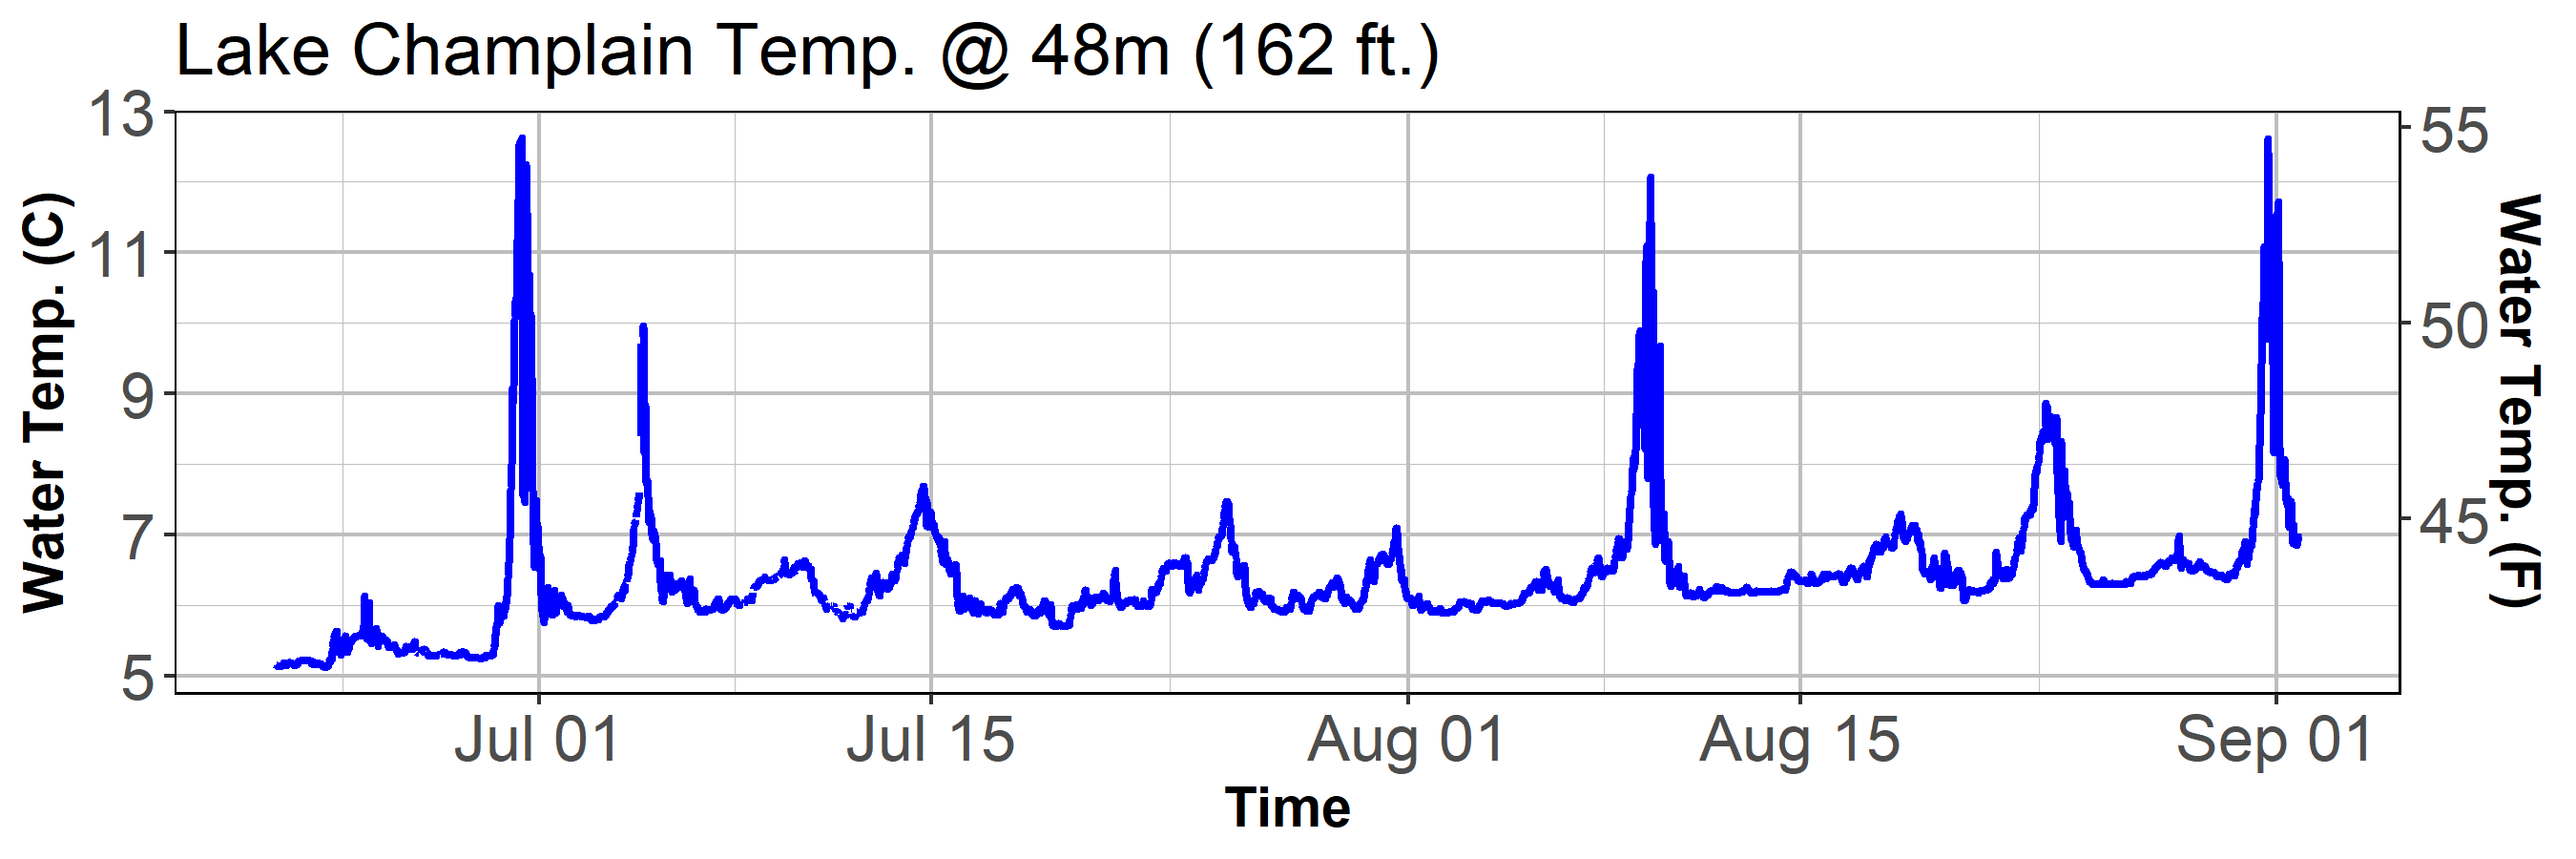 Lake Champlain Temp. @ 48m (162 ft.)
Water Temp. (C)
13
11
9
7
5
55
50
45
Water Temp. (F)
Jul 01
Jul 15
Aug 01
Aug 15
Sep 01
Time